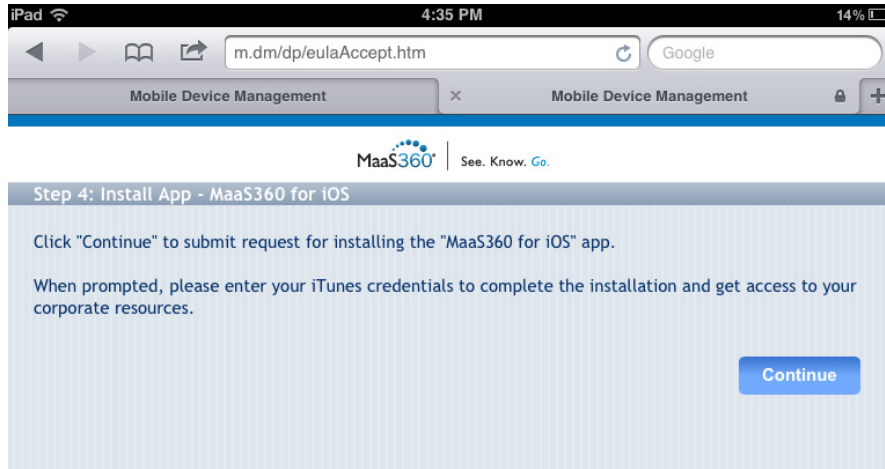 iPad 4:35 PM 14%
m.dm/dp/eulaAccept.htm Google
Mobile Device Management Mobile Device Management
MaaS360 See. Know. Go.
Step 4: Install App - MaaS360 for iOS
Click "Continue" to submit request for installing the "MaaS360 for iOS" app.
When prompted, please enter your iTunes credentials to complete the installation and get access to your
corporate resources.
Continue